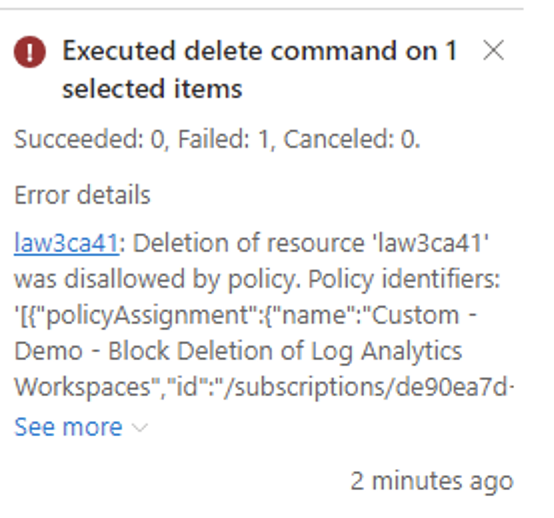 Executed delete command on 1
selected items
Succeeded: 0, Failed: 1, Canceled: 0.
Error details
law3ca41: Deletion of resource 'law3ca41'
was disallowed by policy. Policy identifiers:
'[{"policyAssignment":{"name":"Custom -
Demo - Block Deletion of Log Analytics
Workspaces","id":"/subscriptions/de90ea7d-
See more
2 minutes ago